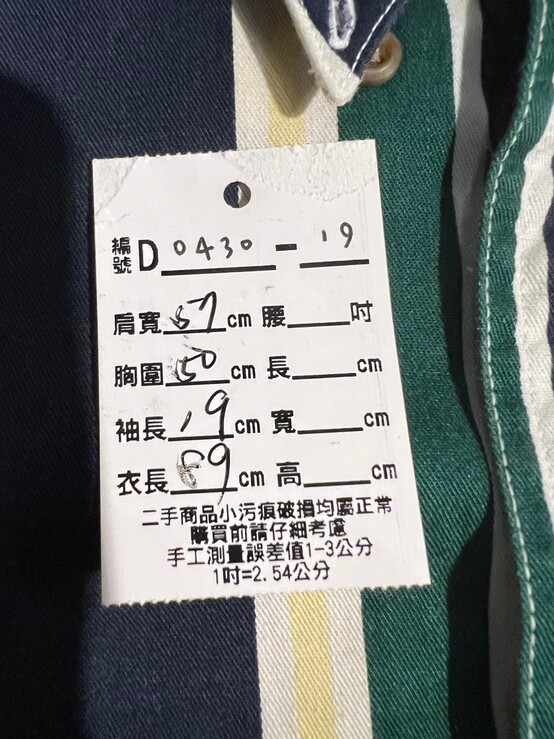 編號D 0430 - 19
肩寬 57 cm 腰 吋
胸圍 50 cm 長 cm
袖長 19 cm 寬 cm
衣長 69 cm 高 cm
二手商品小污痕破損均屬正常
購買前請仔細考慮
手工測量誤差值1-3公分
1吋=2.54公分